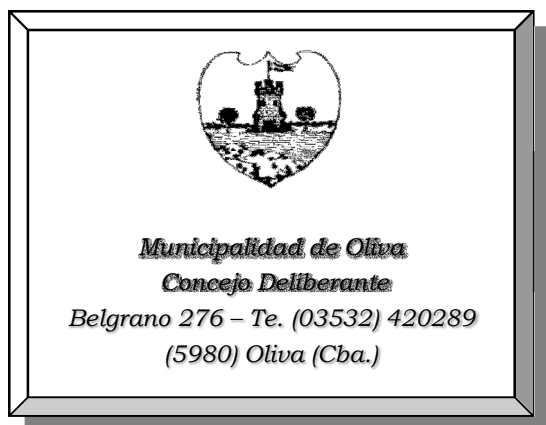 Municipalidad de Oliva
Concejo Deliberante
Belgrano 276 – Te. (03532) 420289
(5980) Oliva (Cba.)